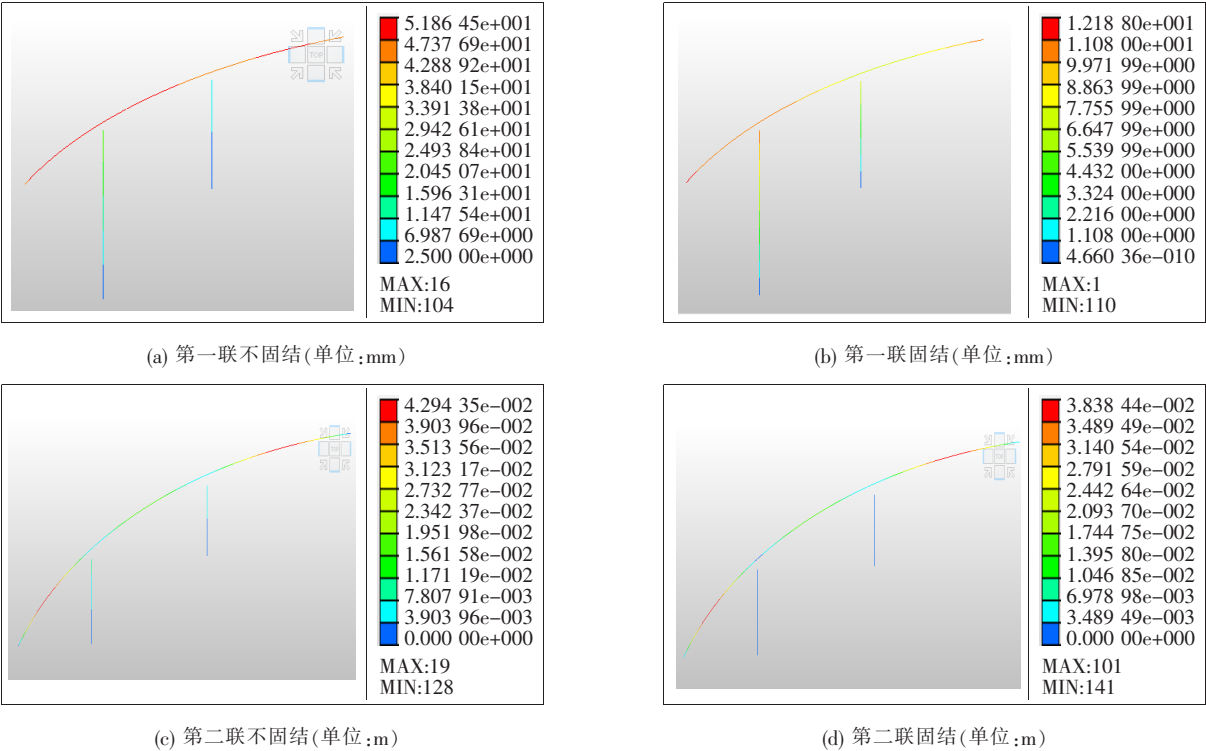 5.186 45e+001
4.737 69e+001
4.288 92e+001
3.840 15e+001
3.391 38e+001
2.942 61e+001
2.493 84e+001
2.045 07e+001
1.596 31e+001
1.147 54e+001
6.987 69e+000
2.500 00e+000
MAX:16
MIN:104
TOP
(a) 第一联不固结(单位:mm)
1.218 80e+001
1.108 00e+001
9.971 99e+000
8.863 99e+000
7.755 99e+000
6.647 99e+000
5.539 99e+000
4.432 00e+000
3.324 00e+000
2.216 00e+000
1.108 00e+000
4.660 36e-010
MAX:1
MIN:110
(b) 第一联固结(单位:mm)
4.294 35e-002
3.903 96e-002
3.513 56e-002
3.123 17e-002
2.732 77e-002
2.342 37e-002
1.951 98e-002
1.561 58e-002
1.171 19e-002
7.807 91e-003
3.903 96e-003
0.000 00e+000
MAX:19
MIN:128
TOP
(c) 第二联不固结(单位:m)
3.838 44e-002
3.489 49e-002
3.140 54e-002
2.791 59e-002
2.442 64e-002
2.093 70e-002
1.744 75e-002
1.395 80e-002
1.046 85e-002
6.978 98e-003
3.489 49e-003
0.000 00e+000
MAX:101
MIN:141
TOP
(d) 第二联固结(单位:m)